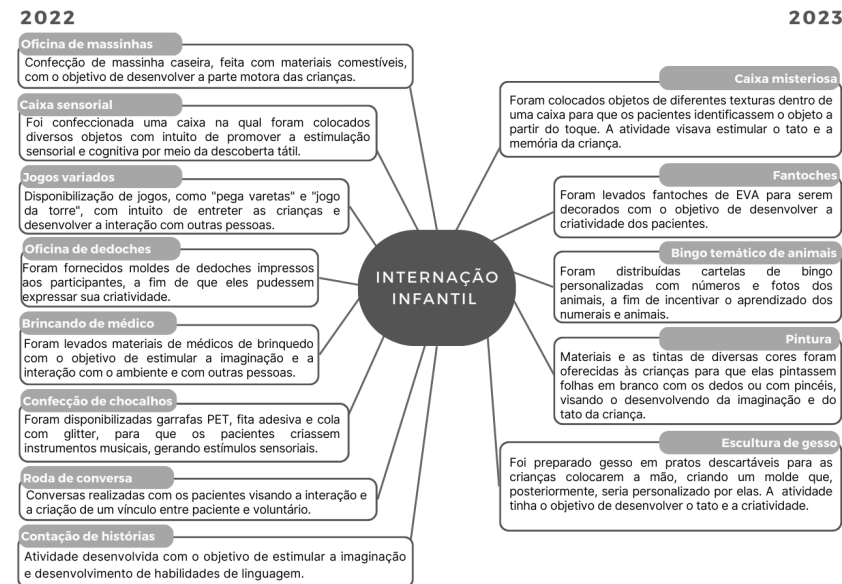 2022
Oficina de massinhas
Confecção de massinha caseira, feita com materiais comestíveis,
com o objetivo de desenvolver a parte motora das crianças.
Caixa sensorial
Foi confeccionada uma caixa na qual foram colocados
diversos objetos com intuito de promover a estimulação
sensorial e cognitiva por meio da descoberta tátil.
Jogos variados
Disponibilização de jogos, como "pega varetas" e "jogo
da torre", com intuito de entreter as crianças e
desenvolver a interação com outras pessoas.
Oficina de dedoches
Foram fornecidos moldes de dedoches impressos
aos participantes, a fim de que eles pudessem
expressar sua criatividade.
Brincando de médico
Foram levados materiais de médicos de brinquedo
com o objetivo de estimular a imaginação e a
interação com o ambiente e com outras pessoas.
Confecção de chocalhos
Foram disponibilizadas garrafas PET, fita adesiva e cola
com glitter, para que os pacientes criassem
instrumentos musicais, gerando estímulos sensoriais.
Roda de conversa
Conversas realizadas com os pacientes visando a interação e
a criação de um vínculo entre paciente e voluntário.
Contação de histórias
Atividade desenvolvida com o objetivo de estimular a imaginação
e desenvolvimento de habilidades de linguagem.
INTERNAÇÃO
INFANTIL
2023
Caixa misteriosa
Foram colocados objetos de diferentes texturas dentro de
uma caixa para que os pacientes identificassem o objeto a
partir do toque. A atividade visava estimular o tato e a
memória da criança.
Fantoches
Foram levados fantoches de EVA para serem
decorados com o objetivo de desenvolver a
criatividade dos pacientes.
Bingo temático de animais
Foram distribuídas cartelas de bingo
personalizadas com números e fotos dos
animais, a fim de incentivar o aprendizado dos
numerais e animais.
Pintura
Materiais e as tintas de diversas cores foram
oferecidas às crianças para que elas pintassem
folhas em branco com os dedos ou com pincéis,
visando o desenvolvendo da imaginação e do
tato da criança.
Escultura de gesso
Foi preparado gesso em pratos descartáveis para as
crianças colocarem a mão, criando um molde que,
posteriormente, seria personalizado por elas. A atividade
tinha o objetivo de desenvolver o tato e a criatividade.